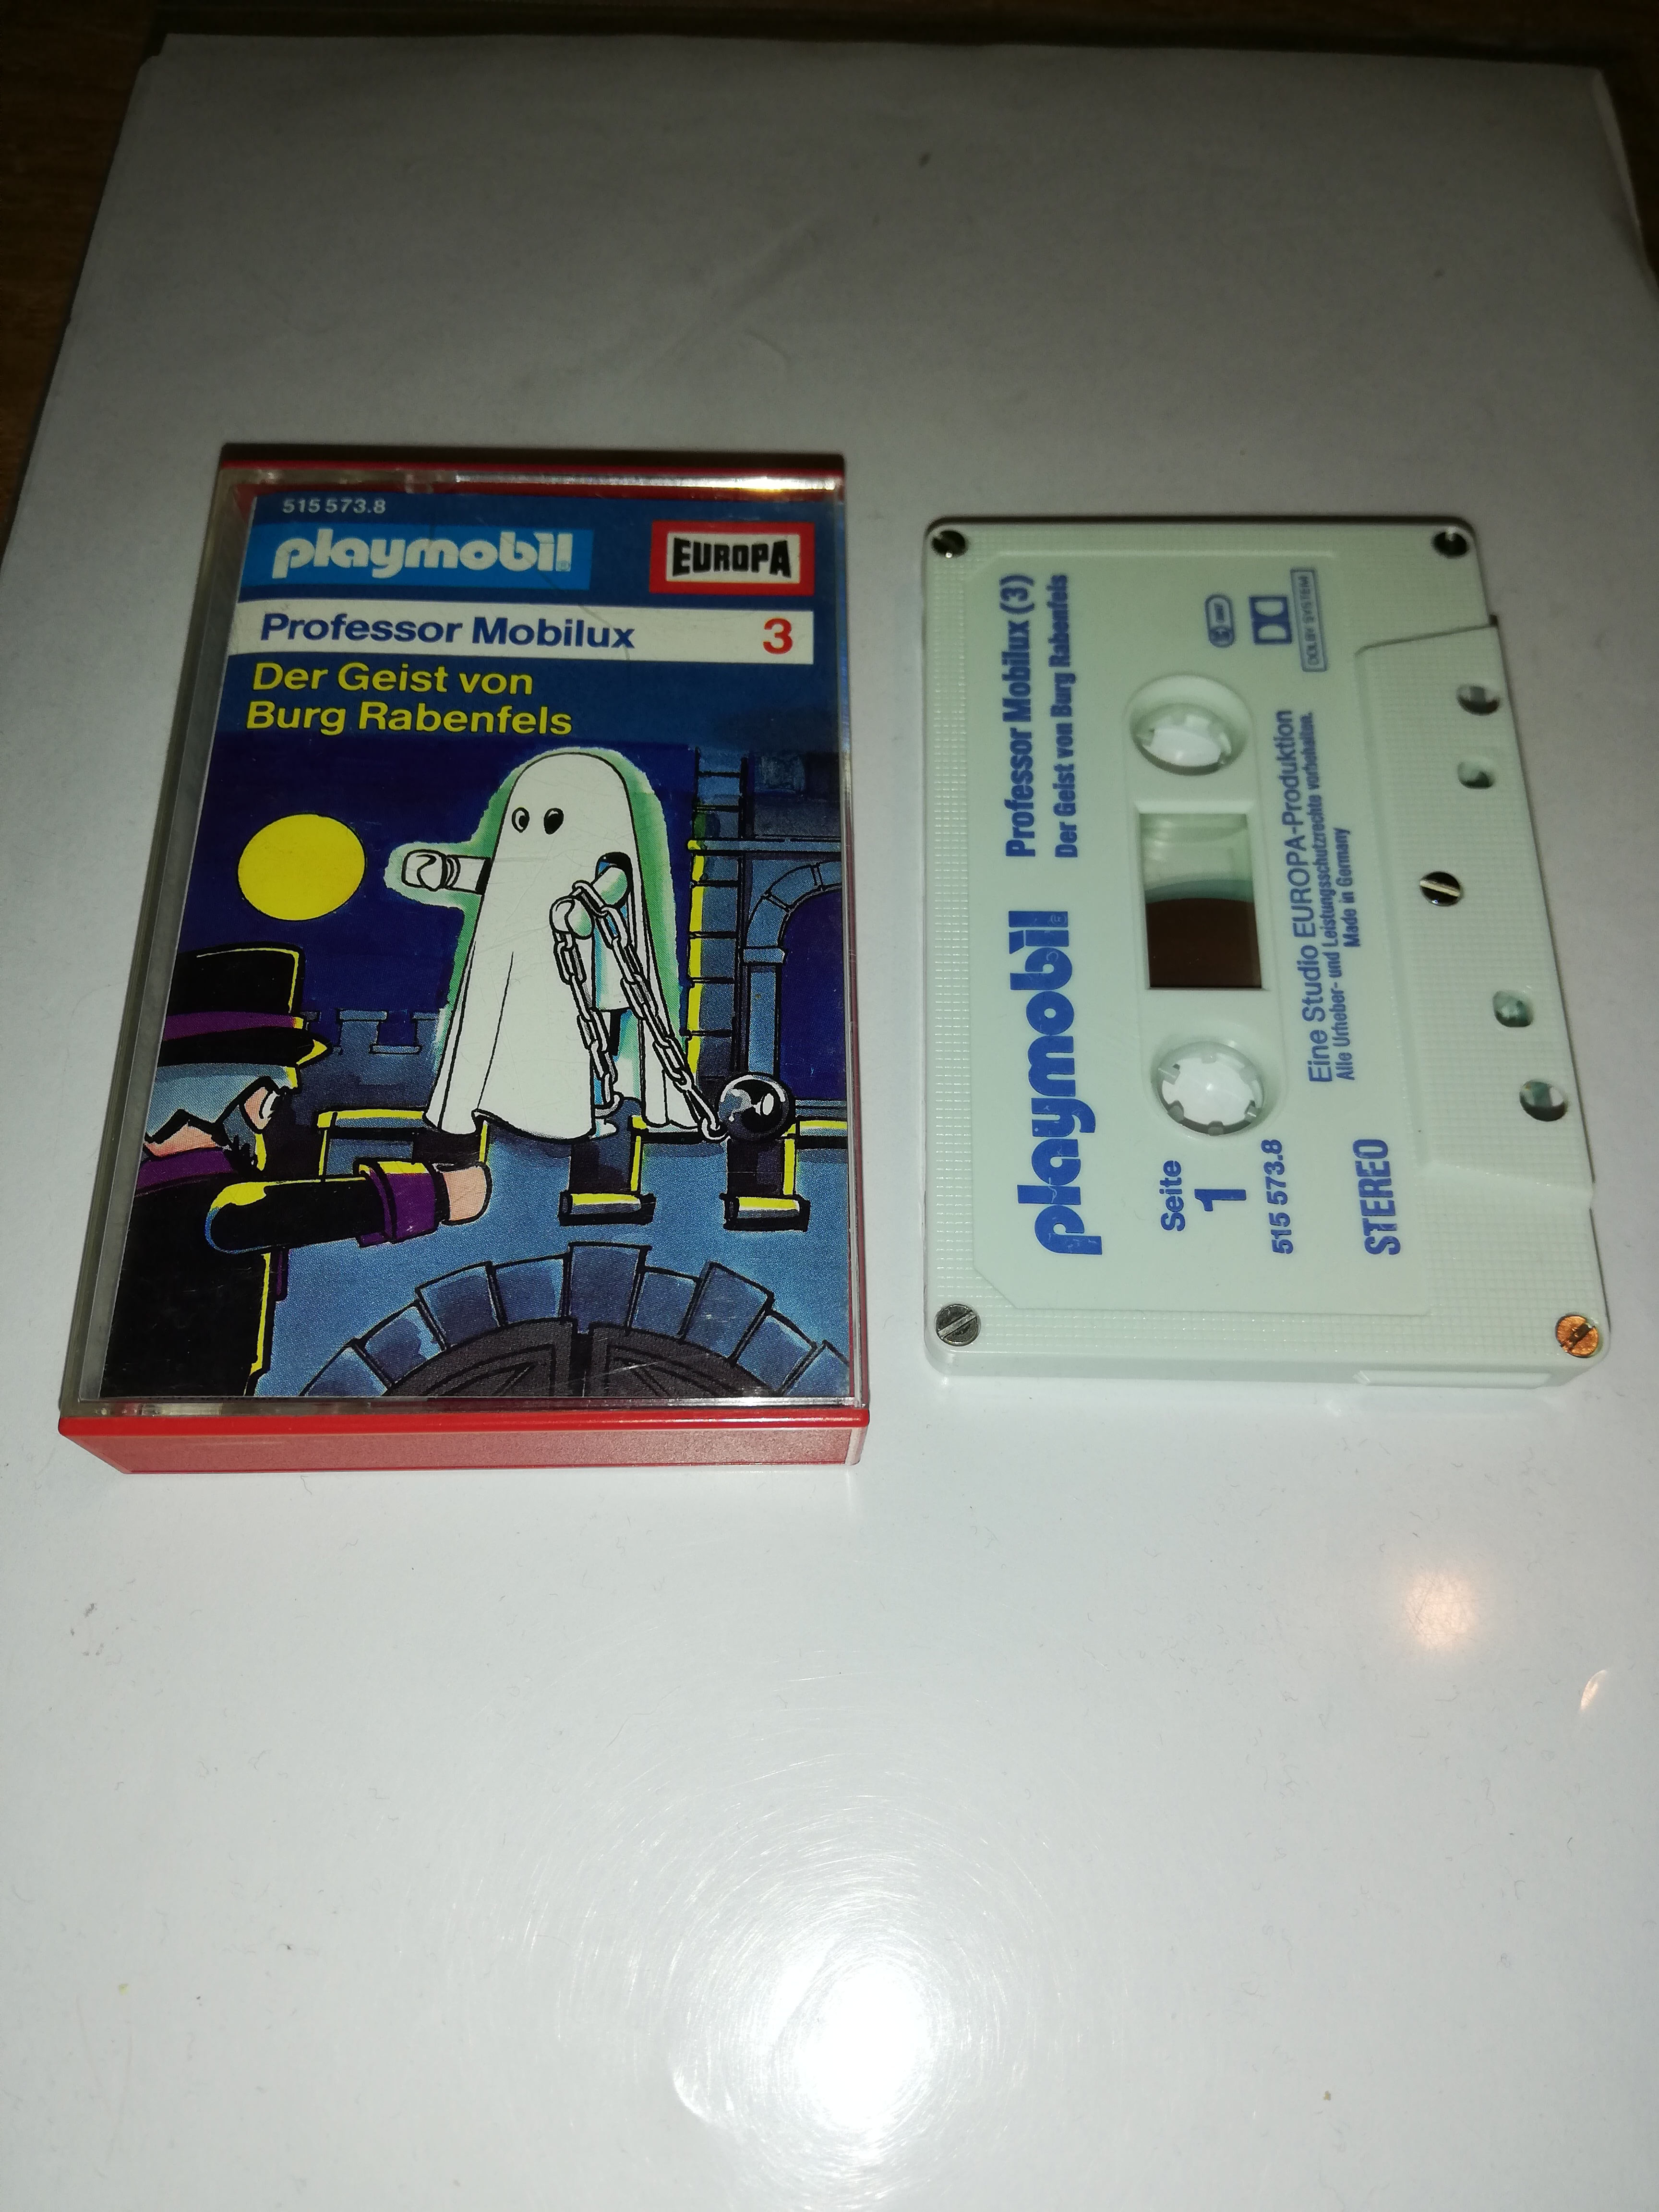 515 573.8
playmobil
EUROPA
Professor Mobilux 3
Der Geist von
Burg Rabenfels
playmobil
Professor Mobilux (3)
Der Geist von Burg Rabenfels
Seite
1
515 573.8
STEREO
DOLBY SYSTEM
Eine Studio EUROPA-Produktion
Alle Urheber- und Leistungsschutzrechte vorbehalten.
Made in Germany